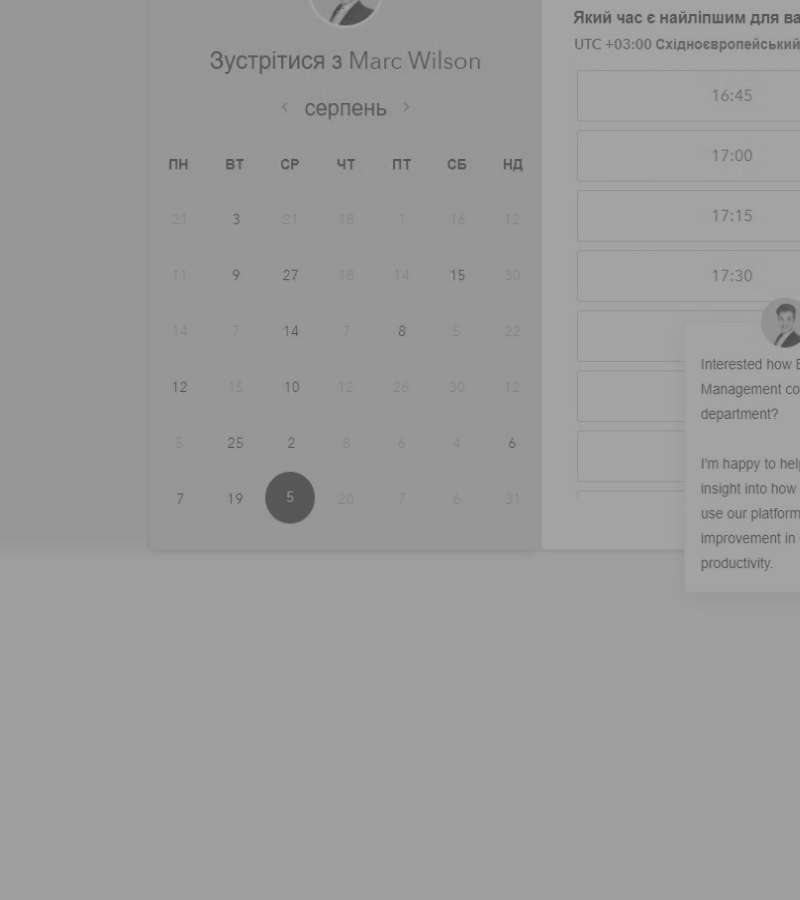 Зустрітися з Marc Wilson
‹ серпень ›
ПН ВТ СР ЧТ ПТ СБ НД
21 3 21 18 1 16 12
11 9 27 18 14 15 30
14 7 14 7 8 5 22
12 15 10 12 26 30 12
5 25 2 8 6 4 6
7 19 5 20 7 6 31
Який час є найліпшим для
UTC +03:00 Східноєвропейський
16:45
17:00
17:15
17:30
Interested how
Management
department?
I'm happy to
insight into how
use our platform
improvement in
productivity.